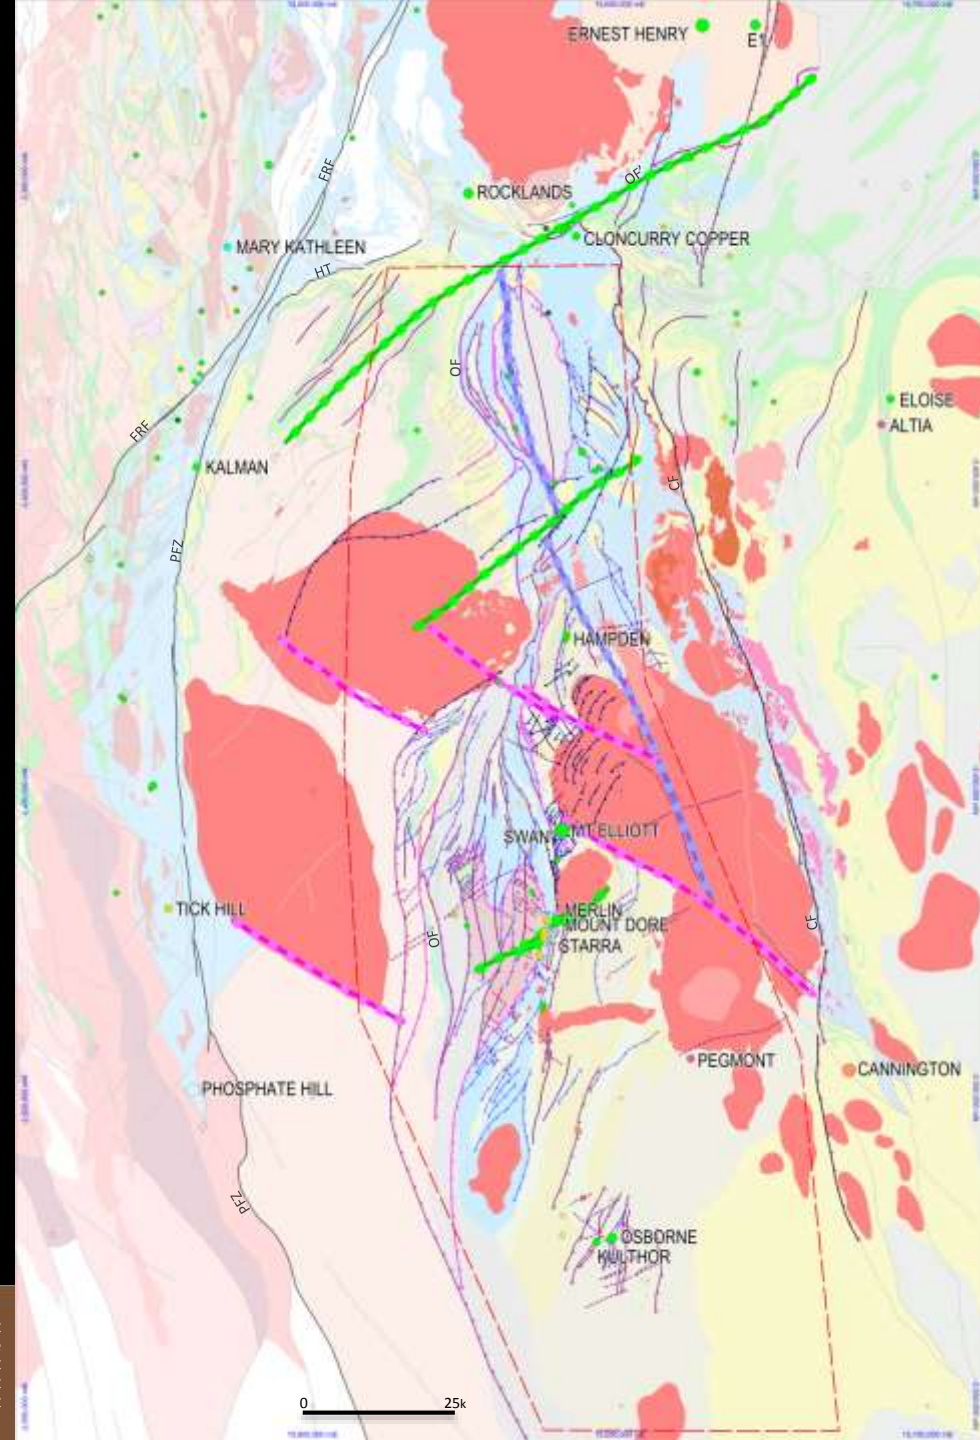 ERNEST HENRY
E1
FRF
OF'
ROCKLANDS
MARY KATHLEEN
CLONCURRY COPPER
HT
OF
ELOISE
ALTIA
FRF
KALMAN
CF
PFZ
HAMPDEN
SWAN
MT ELLIOTT
TICK HILL
MERLIN
MOUNT DORE
STARRA
CF
OF
PEGMONT
CANNINGTON
PHOSPHATE HILL
PFZ
OSBORNE
KULTHOR
0
25k